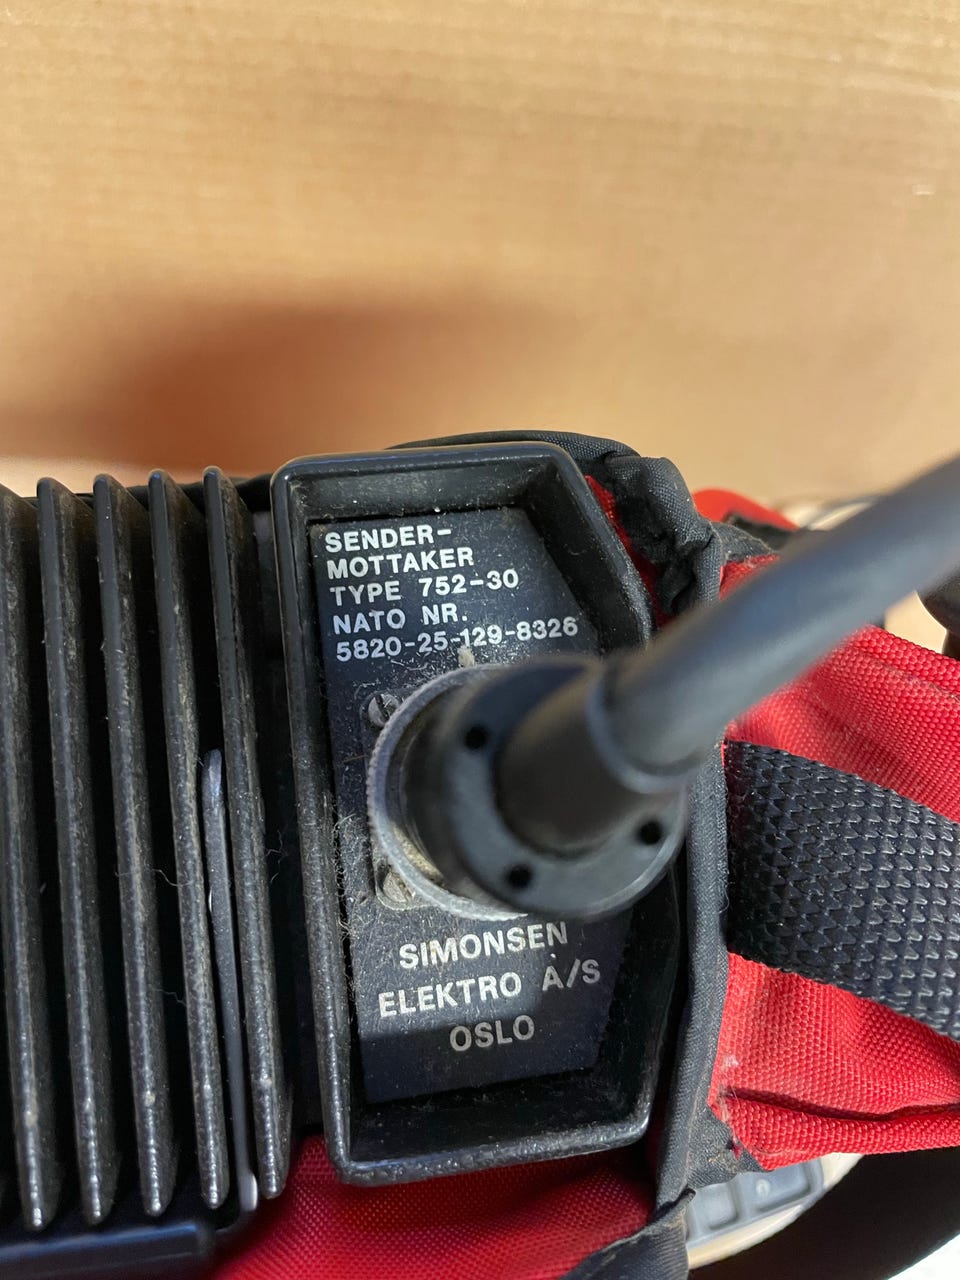 SENDER-
MOTTAKER
TYPE 752-30
NATO NR.
5820-25-129-8326
SIMONSEN
ELEKTRO A/S
OSLO